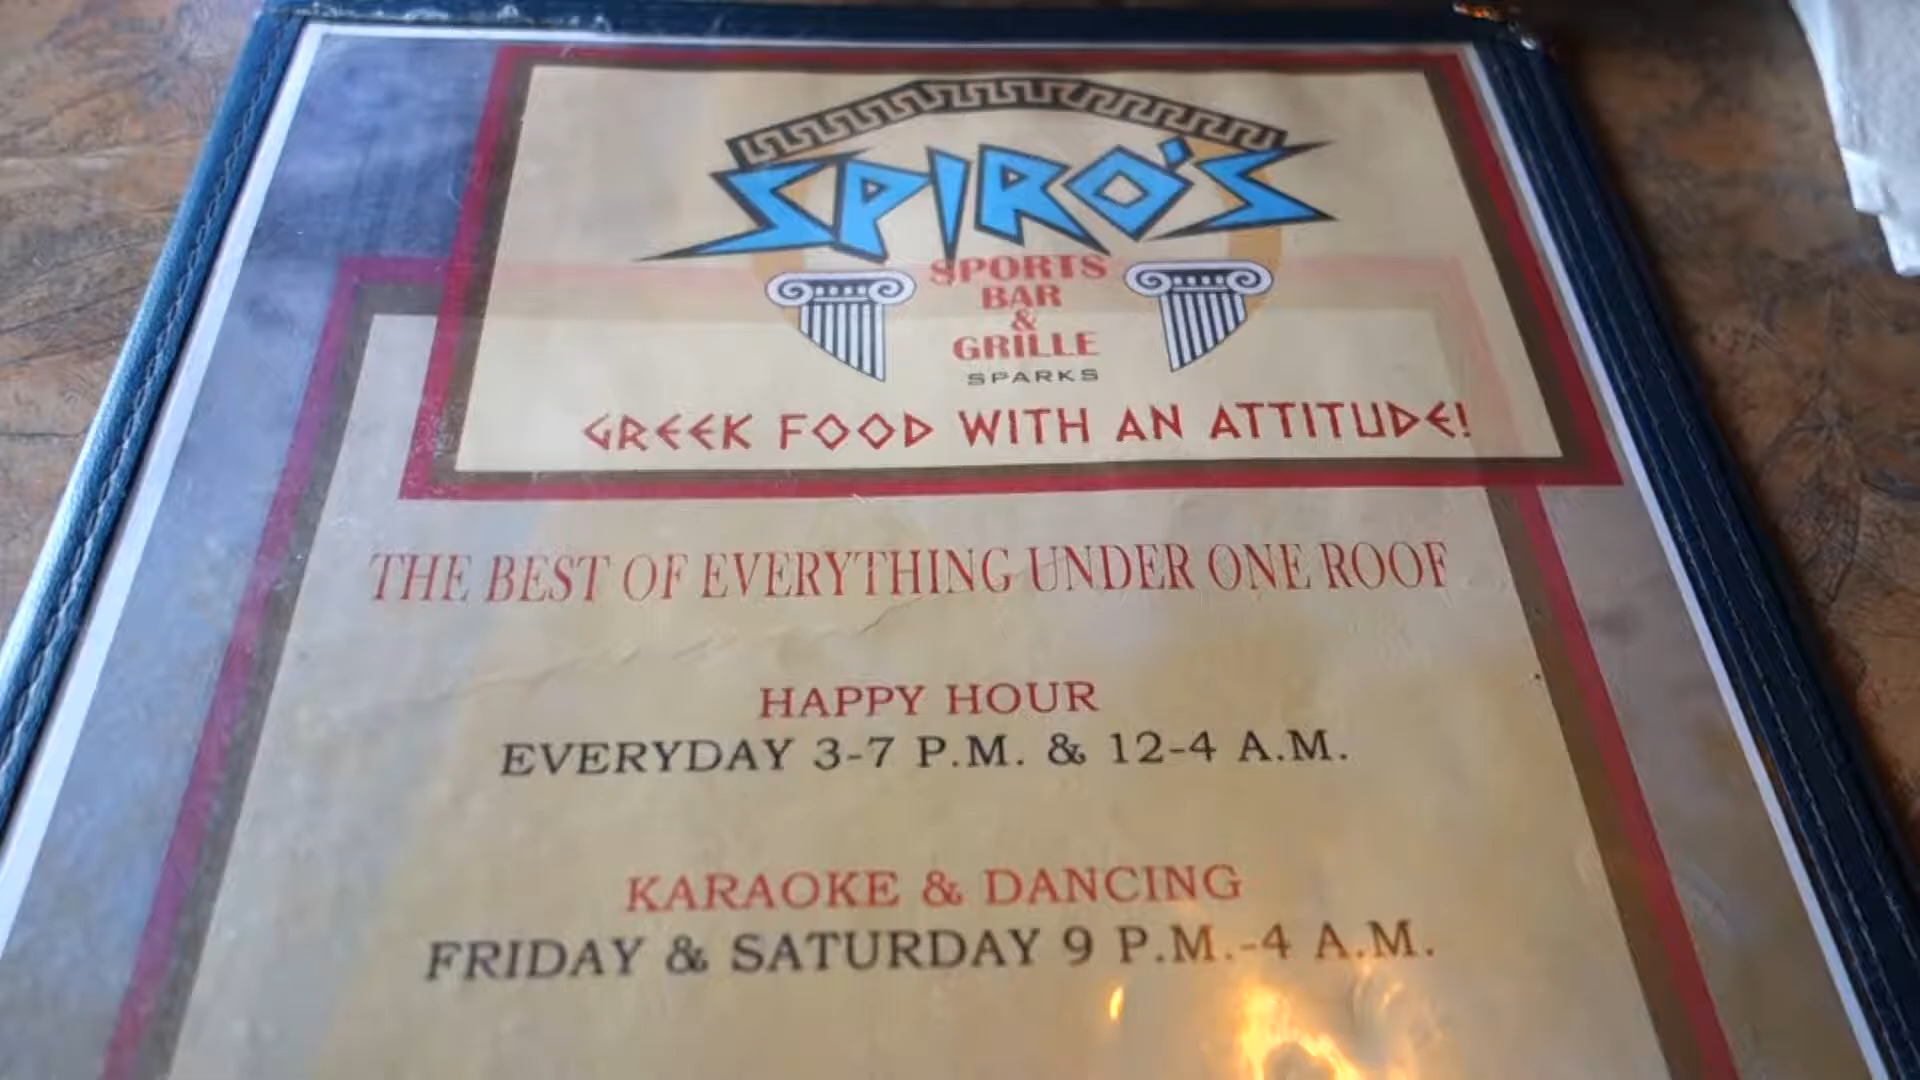 SPIRO'S
SPORTS
BAR
&
GRILLE
SPARKS
GREEK FOOD WITH AN ATTITUDE!
THE BEST OF EVERYTHING UNDER ONE ROOF
HAPPY HOUR
EVERYDAY 3-7 P.M. & 12-4 A.M.
KARAOKE & DANCING
FRIDAY & SATURDAY 9 P.M.-4 A.M.